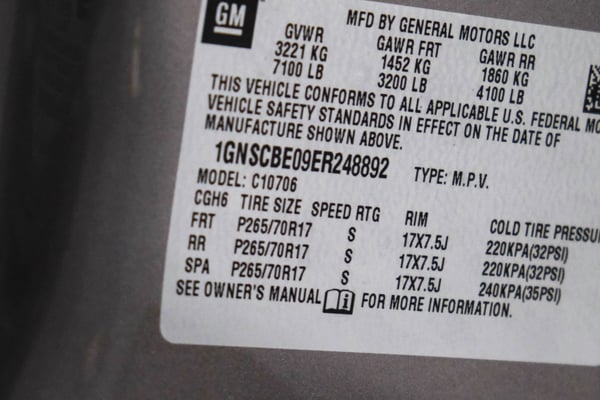 GM
MFD BY GENERAL MOTORS LLC
GVWR GAWR FRT GAWR RR
3221 KG 1452 KG 1860 KG
7100 LB 3200 LB 4100 LB
THIS VEHICLE CONFORMS TO ALL APPLICABLE U.S. FEDERAL MO
VEHICLE SAFETY STANDARDS IN EFFECT ON THE DATE OF
MANUFACTURE SHOWN ABOVE.
1GNSCBE09ER248892 TYPE: M.P.V.
MODEL: C10706
CGH6 TIRE SIZE SPEED RTG RIM COLD TIRE PRESSU
FRT P265/70R17 S 17X7.5J 220KPA(32PSI)
RR P265/70R17 S 17X7.5J 220KPA(32PSI)
SPA P265/70R17 S 17X7.5J 240KPA(35PSI)
SEE OWNER'S MANUAL i FOR MORE INFORMATION.